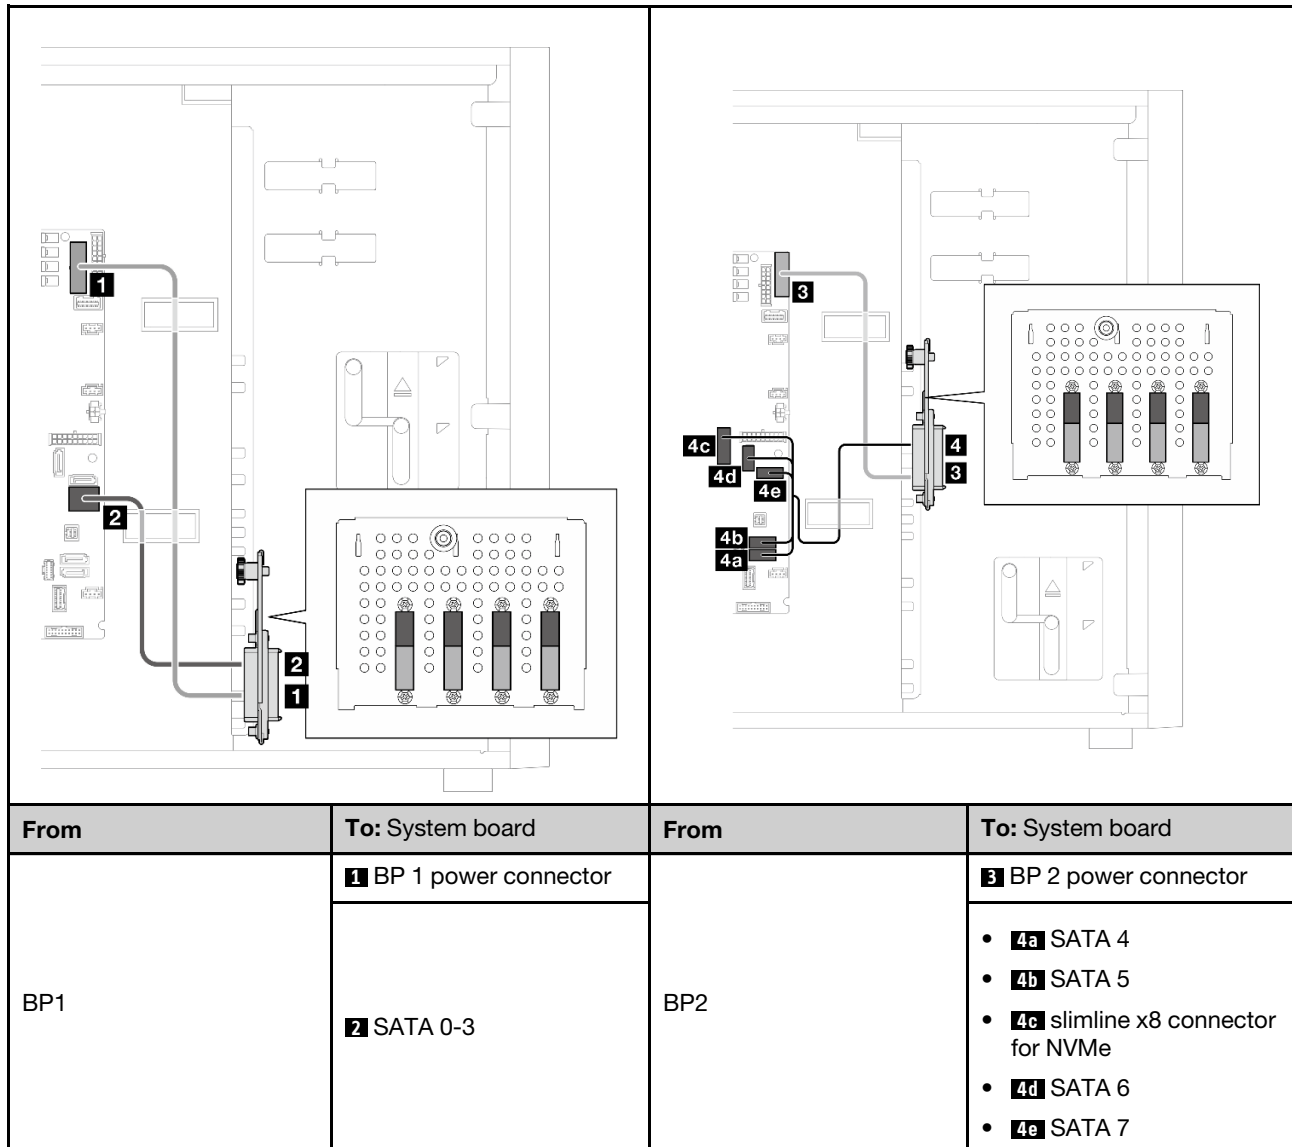 1
2
2
1
3
4c
4d
4e
4b
4a
4
3
From
To: System board
From
To: System board
BP1
1 BP 1 power connector
2 SATA 0-3
BP2
3 BP 2 power connector
• 4a SATA 4
• 4b SATA 5
• 4c slimline x8 connector
for NVMe
• 4d SATA 6
• 4e SATA 7